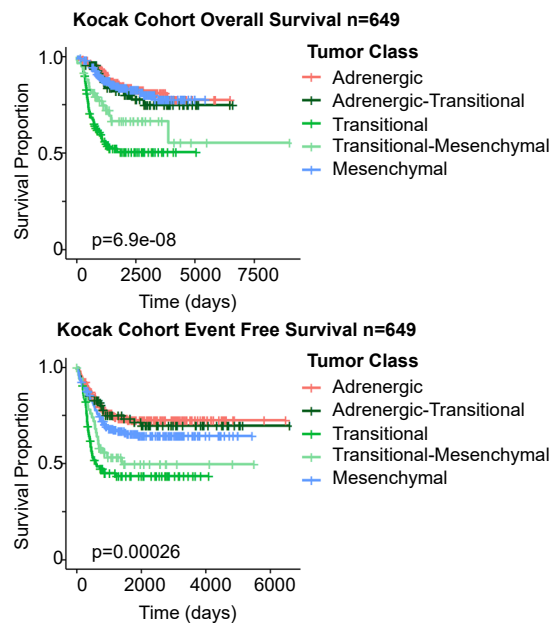 Kocak Cohort Overall Survival n=649
Survival Proportion
1.0
0.5
0
p=6.9e-08
0 2500 5000 7500
Time (days)
Tumor Class
Adrenergic
Adrenergic-Transitional
Transitional
Transitional-Mesenchymal
Mesenchymal
Kocak Cohort Event Free Survival n=649
Survival Proportion
1.0
0.5
0
p=0.00026
0 2000 4000 6000
Time (days)
Tumor Class
Adrenergic
Adrenergic-Transitional
Transitional
Transitional-Mesenchymal
Mesenchymal